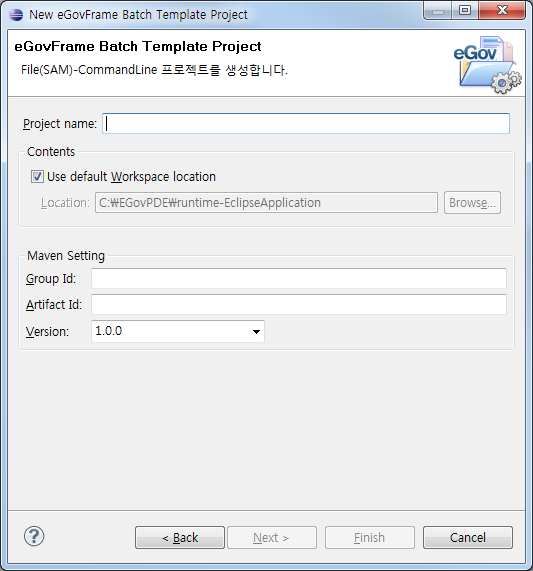 New eGovFrame Batch Template Project
eGovFrame Batch Template Project
File(SAM)-CommandLine 프로젝트를 생성합니다.
eGov
Project name:
Contents
Use default Workspace location
Location: C:₩EGovPDE₩runtime-EclipseApplication Browse...
Maven Setting
Group Id:
Artifact Id:
Version: 1.0.0
? < Back Next > Finish Cancel